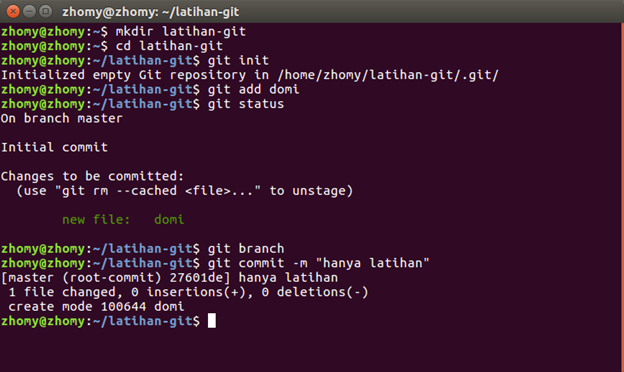 zhomy@zhomy: ~/latihan-git
zhomy@zhomy:~$ mkdir latihan-git
zhomy@zhomy:~$ cd latihan-git
zhomy@zhomy:~/latihan-git$ git init
Initialized empty Git repository in /home/zhomy/latihan-git/.git/
zhomy@zhomy:~/latihan-git$ git add domi
zhomy@zhomy:~/latihan-git$ git status
On branch master
Initial commit
Changes to be committed:
  (use "git rm --cached <file>..." to unstage)
        new file:   domi
zhomy@zhomy:~/latihan-git$ git branch
zhomy@zhomy:~/latihan-git$ git commit -m "hanya latihan"
[master (root-commit) 27601de] hanya latihan
 1 file changed, 0 insertions(+), 0 deletions(-)
 create mode 100644 domi
zhomy@zhomy:~/latihan-git$